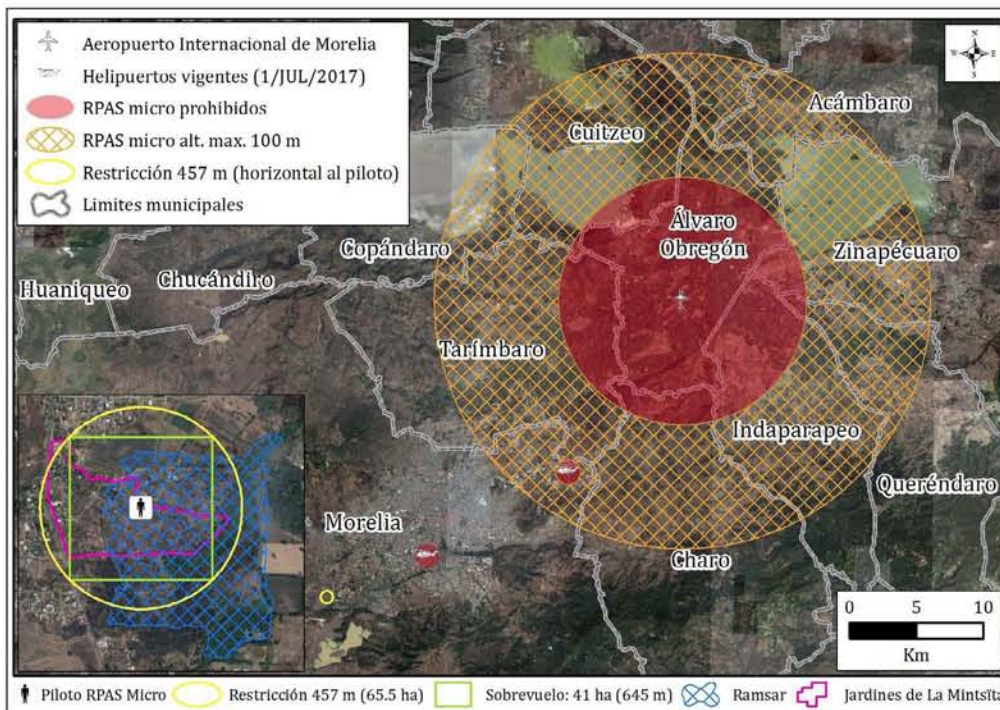 Aeropuerto Internacional de Morelia
Helipuertos vigentes (1/JUL/2017)
RPAS micro prohibidos
RPAS micro alt. max. 100 m
Restricción 457 m (horizontal al piloto)
Limites municipales
N
W E
S
Acámbaro
Cuitzeo
Álvaro
Obregón
Copándaro
Zinapécuaro
Chucándiro
Huaniqueo
Tarímbaro
Indaparapeo
Queréndaro
Morelia
Charo
0 5 10
Km
Piloto RPAS Micro
Restricción 457 m (65.5 ha)
Sobrevuelo: 41 ha (645 m)
Ramsar
Jardines de La Mintsïta